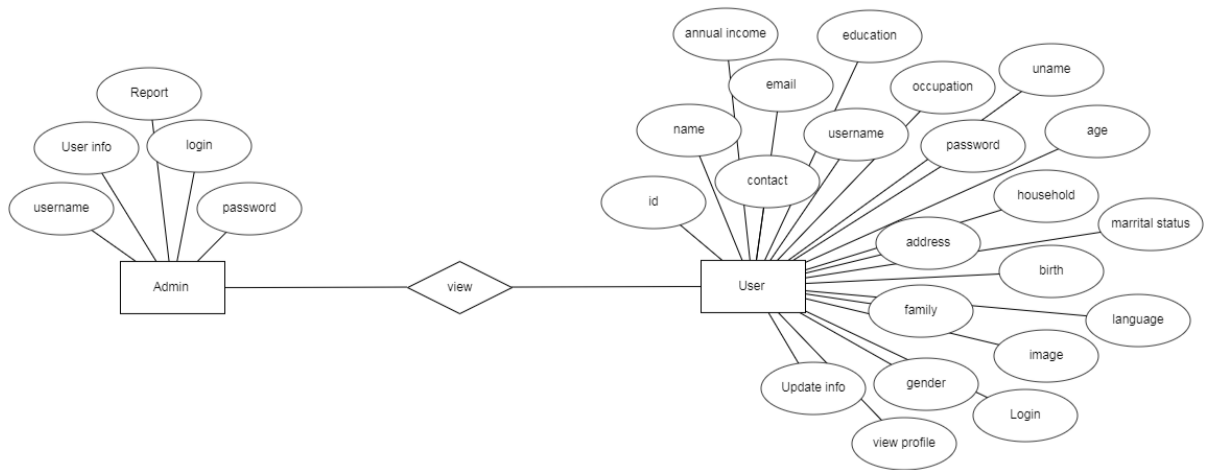 annual income
education
email
uname
Report
occupation
name
username
password
age
User info
login
contact
household
username
password
id
address
marrital status
Admin
view
User
birth
family
language
image
Update info
gender
Login
view profile